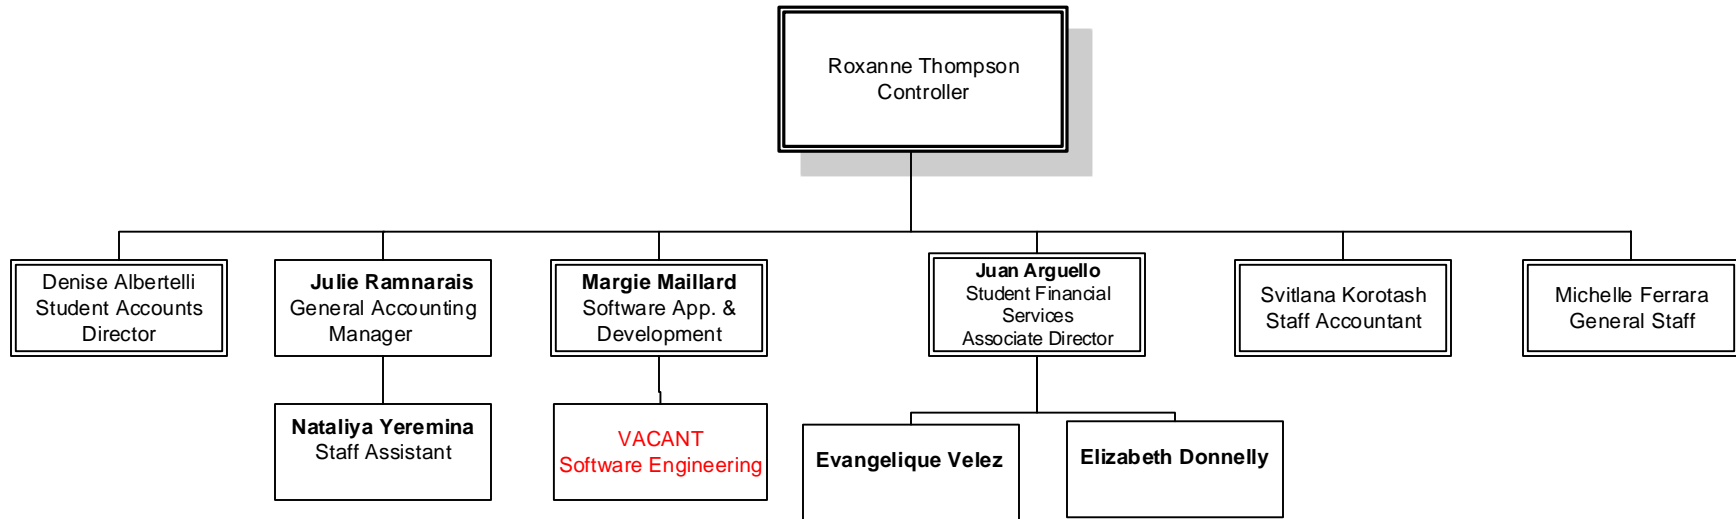 Roxanne Thompson
Controller
Denise Albertelli
Student Accounts
Director
Julie Ramnarais
General Accounting
Manager
Margie Maillard
Software App. &
Development
Juan Arguello
Student Financial
Services
Associate Director
Svitlana Korotash
Staff Accountant
Michelle Ferrara
General Staff
Nataliya Yeremina
Staff Assistant
VACANT
Software Engineering
Evangelique Velez
Elizabeth Donnelly